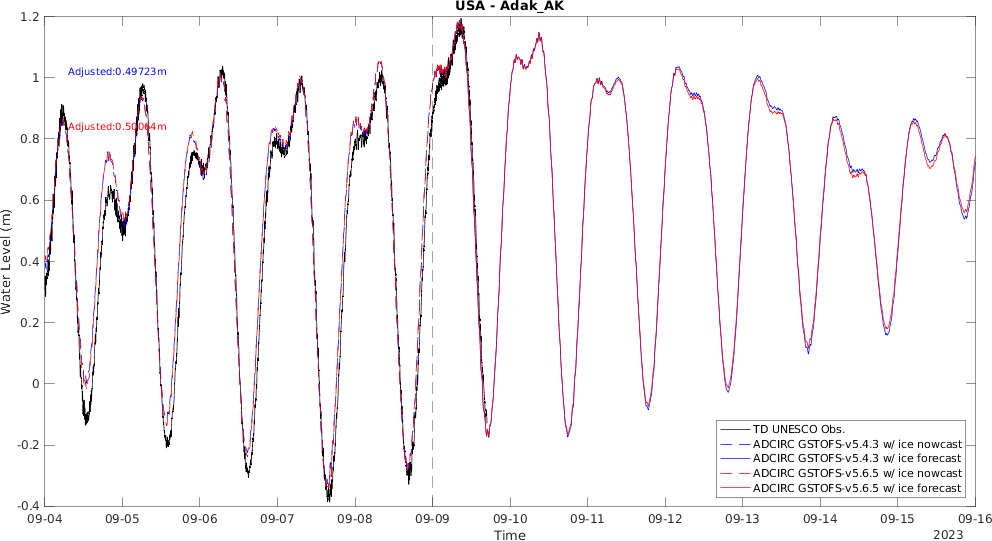 USA - Adak_AK
1.2
1
0.8
0.6
0.4
0.2
0
-0.2
-0.4
Water Level (m)
Adjusted:0.49723m
Adjusted:0.50064m
TD UNESCO Obs.
ADCIRC GSTOFS-v5.4.3 w/ ice nowcast
ADCIRC GSTOFS-v5.4.3 w/ ice forecast
ADCIRC GSTOFS-v5.6.5 w/ ice nowcast
ADCIRC GSTOFS-v5.6.5 w/ ice forecast
09-04 09-05 09-06 09-07 09-08 09-09 09-10 09-11 09-12 09-13 09-14 09-15 09-16
Time
2023